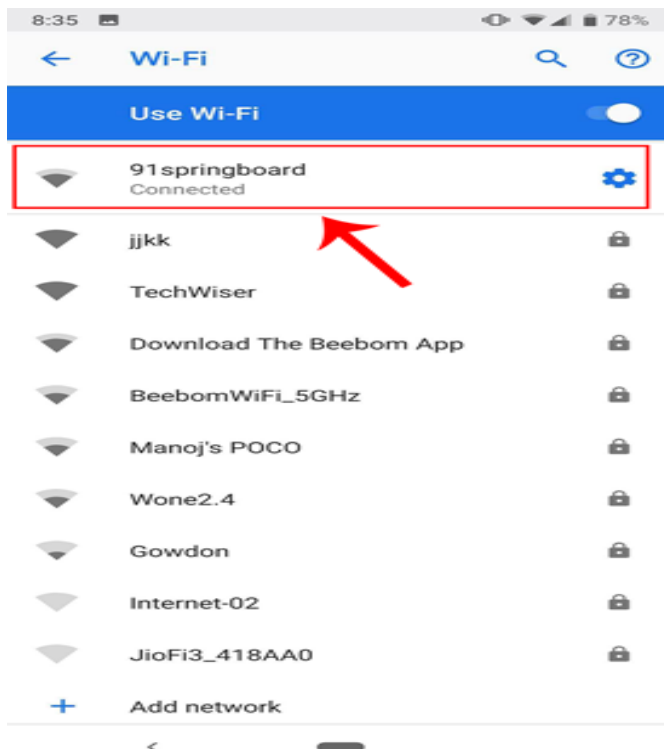 8:35 78%
Wi-Fi
Use Wi-Fi
91springboard
Connected
jjkk
TechWiser
Download The Beebom App
BeebomWiFi_5GHz
Manoj's POCO
Wone2.4
Gowdon
Internet-02
JioFi3_418AA0
Add network